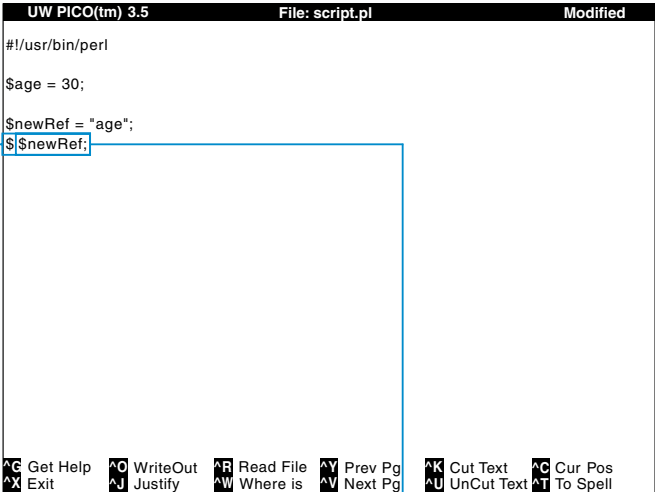 UW PICO(tm) 3.5 File: script.pl Modified
#!/usr/bin/perl
$age = 30;
$newRef = "age";
$$newRef;
^G Get Help ^O WriteOut ^R Read File ^Y Prev Pg ^K Cut Text ^C Cur Pos
^X Exit ^J Justify ^W Where is ^V Next Pg ^U UnCut Text ^T To Spell